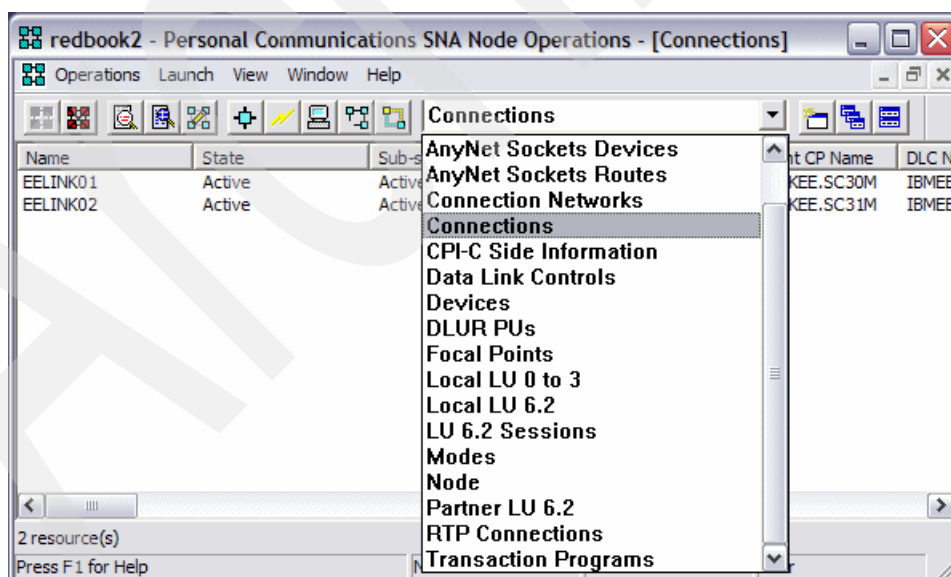 redbook2 - Personal Communications SNA Node Operations - [Connections]
Operations Launch View Window Help
Connections
Name State Sub-s nt CP Name DLC N
EELINK01 Active Active KEE.SC30M IBMEE
EELINK02 Active Active KEE.SC31M IBMEE
AnyNet Sockets Devices
AnyNet Sockets Routes
Connection Networks
Connections
CPI-C Side Information
Data Link Controls
Devices
DLUR PUs
Focal Points
Local LU 0 to 3
Local LU 6.2
LU 6.2 Sessions
Modes
Node
Partner LU 6.2
RTP Connections
Transaction Programs
2 resource(s)
Press F1 for Help